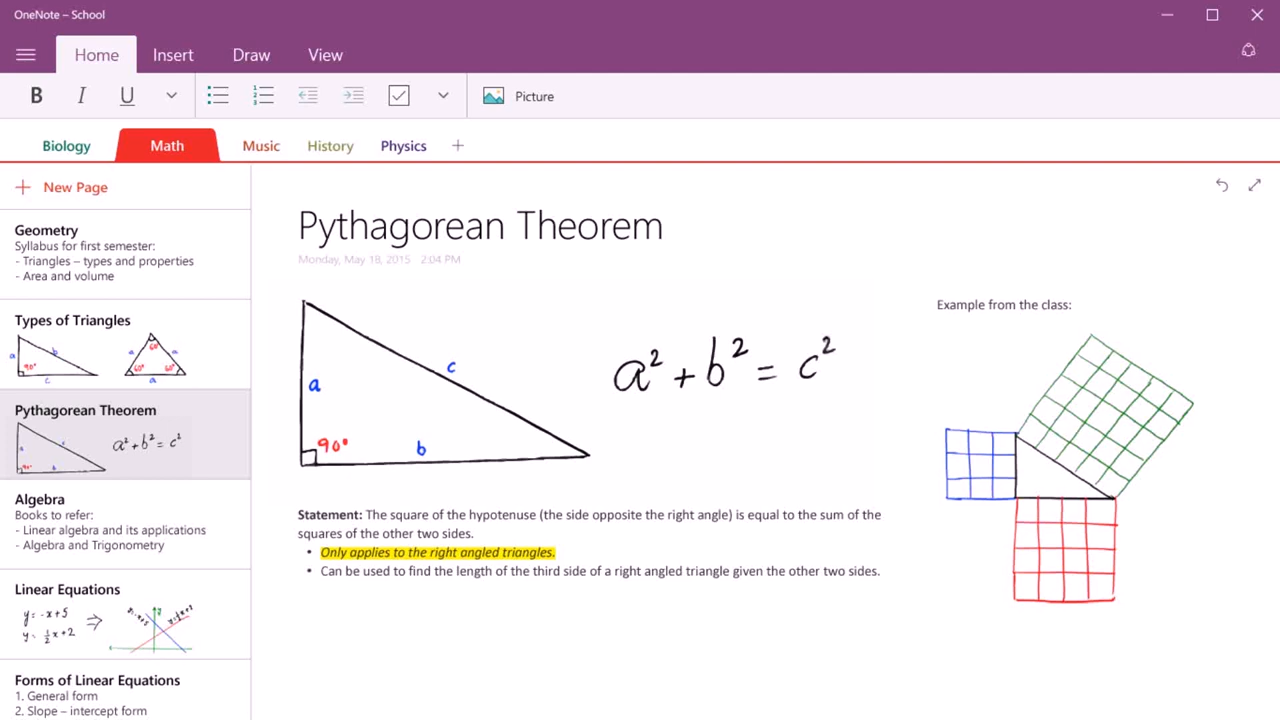 OneNote – School
Home Insert Draw View
B I U Picture
Biology Math Music History Physics +
+ New Page
Geometry
Syllabus for first semester:
- Triangles – types and properties
- Area and volume
Types of Triangles
a b 90° c
a 60° a 60° 60° a
Pythagorean Theorem
a² + b² = c²
a c 90° b
Algebra
Books to refer:
- Linear algebra and its applications
- Algebra and Trigonometry
Linear Equations
y = -x+5
y = ½x+2
y
Forms of Linear Equations
1. General form
2. Slope – intercept form
Pythagorean Theorem
Monday, May 18, 2015 2:04 PM
a c
90° b
a² + b² = c²
Statement: The square of the hypotenuse (the side opposite the right angle) is equal to the sum of the
squares of the other two sides.
• Only applies to the right angled triangles.
• Can be used to find the length of the third side of a right angled triangle given the other two sides.
Example from the class: